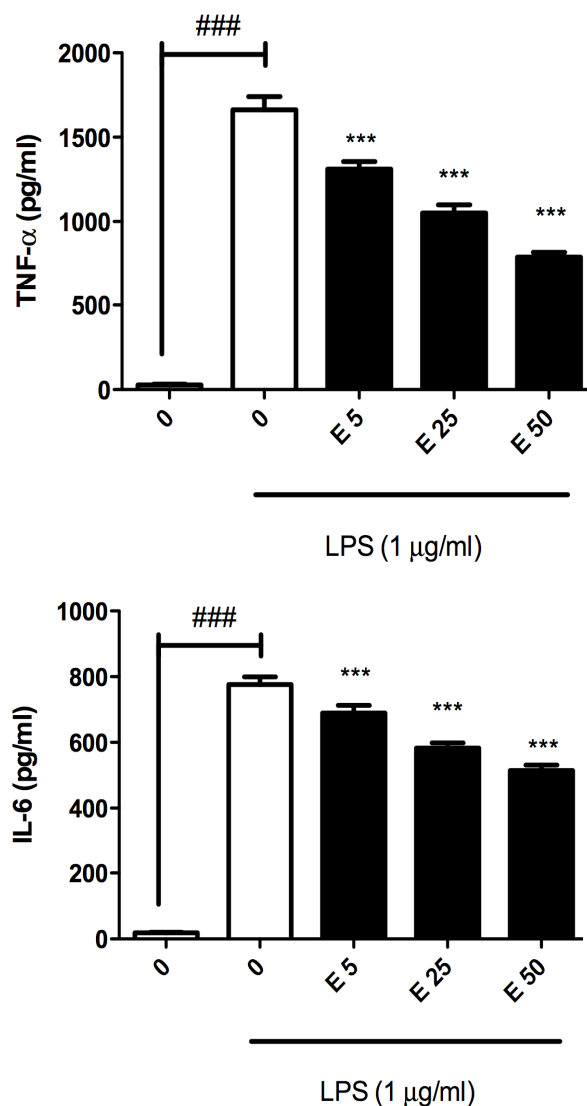 ###
2000
1500
1000
500
0
TNF-α (pg/ml)
***
***
***
0
0
E 5
E 25
E 50
LPS (1 μg/ml)
###
1000
800
600
400
200
0
IL-6 (pg/ml)
***
***
***
0
0
E 5
E 25
E 50
LPS (1 μg/ml)